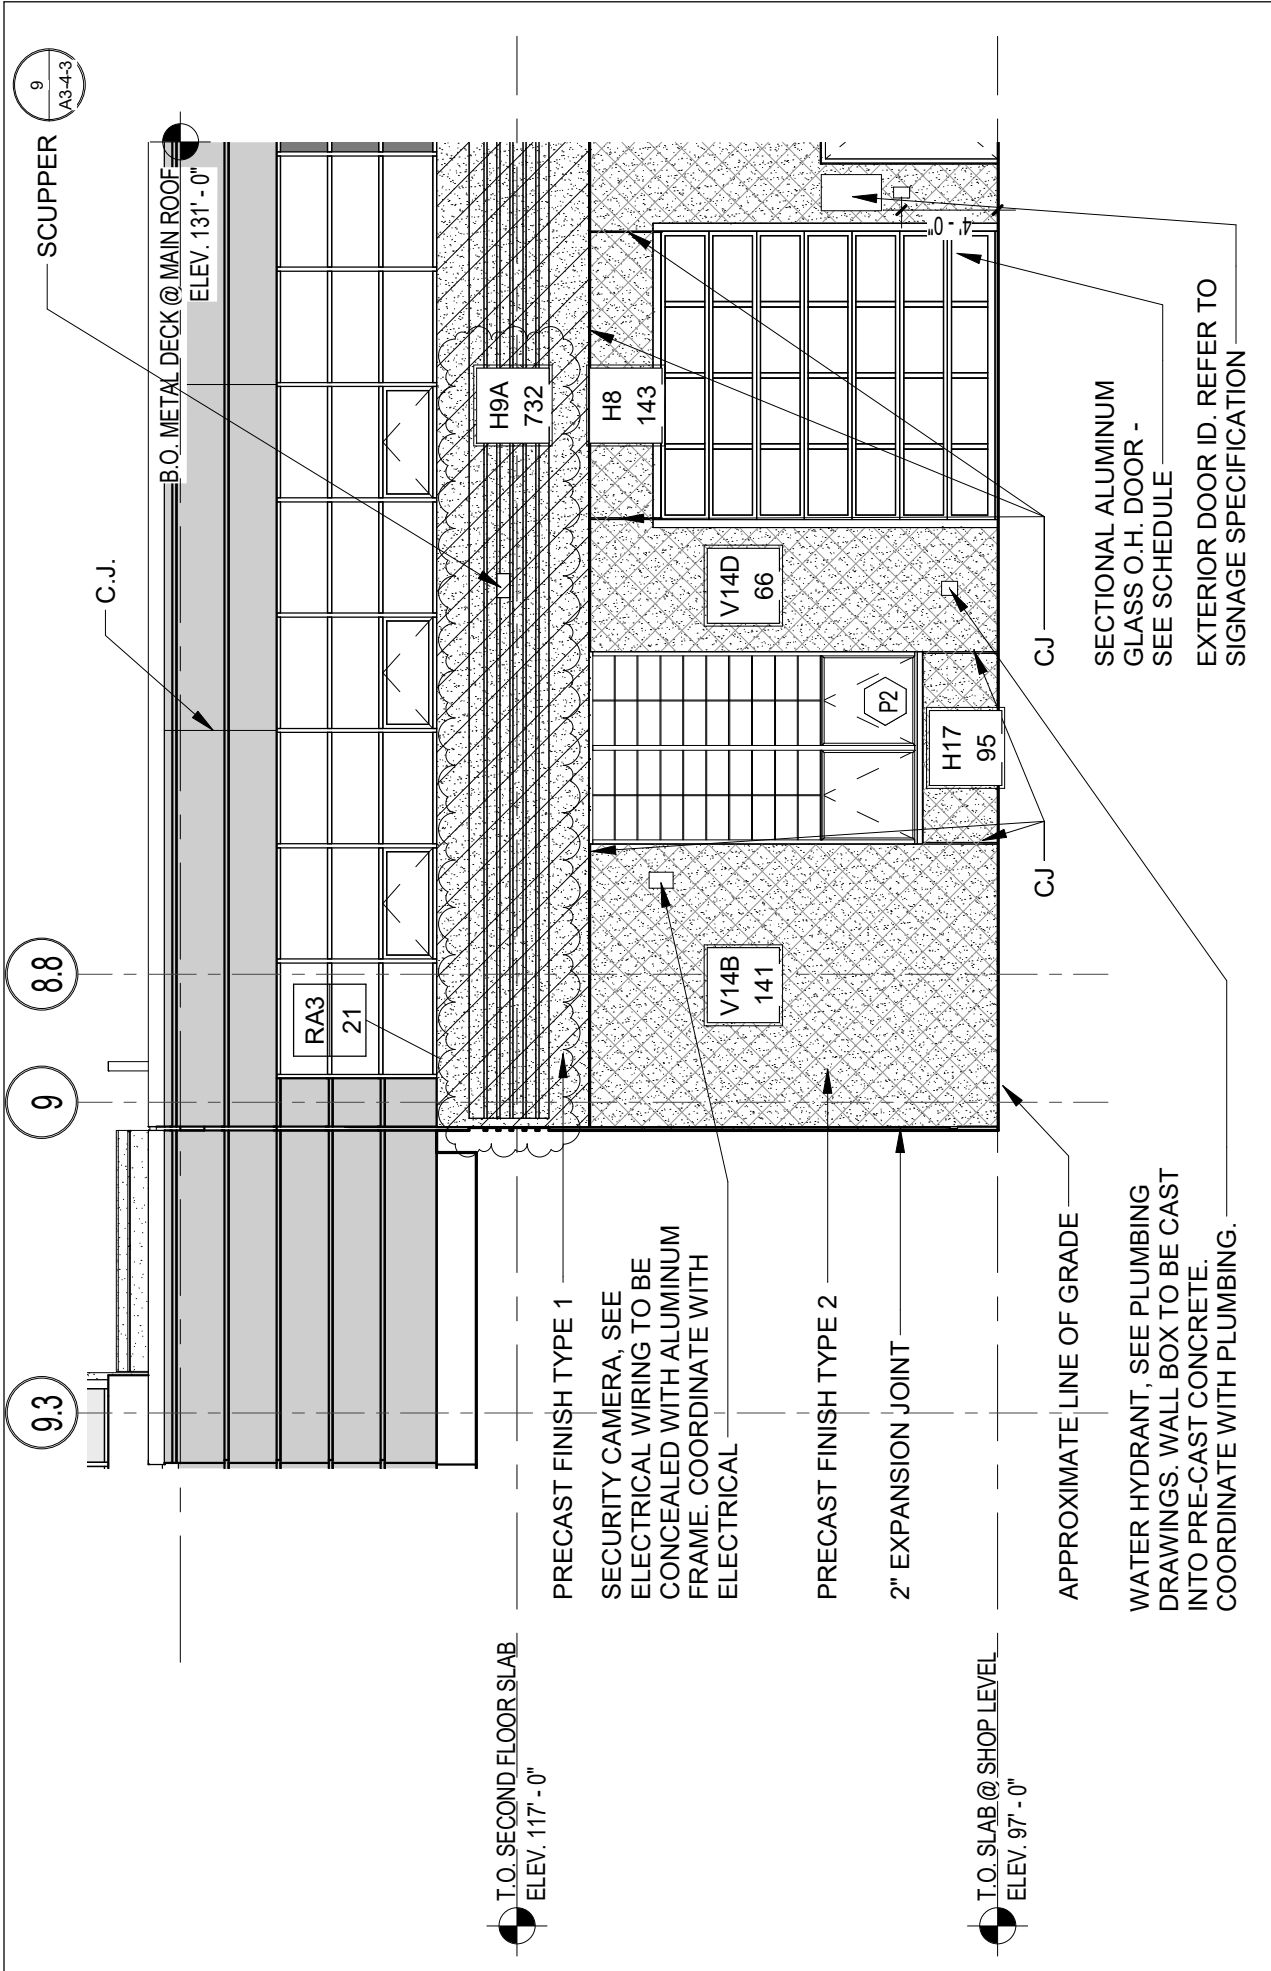 9.3
9
8.8
C.J.
SCUPPER
9
A3-4-3
B.O. METAL DECK @ MAIN ROOF
ELEV. 131' - 0"
RA3
21
H9A
732
H8
143
V14B
141
V14D
66
H17
95
P2
4' - 0"
T.O. SECOND FLOOR SLAB
ELEV. 117' - 0"
T.O. SLAB @ SHOP LEVEL
ELEV. 97' - 0"
PRECAST FINISH TYPE 1
SECURITY CAMERA, SEE
ELECTRICAL WIRING TO BE
CONCEALED WITH ALUMINUM
FRAME. COORDINATE WITH
ELECTRICAL
PRECAST FINISH TYPE 2
2" EXPANSION JOINT
APPROXIMATE LINE OF GRADE
WATER HYDRANT, SEE PLUMBING
DRAWINGS. WALL BOX TO BE CAST
INTO PRE-CAST CONCRETE.
COORDINATE WITH PLUMBING.
CJ
CJ
SECTIONAL ALUMINUM
GLASS O.H. DOOR -
SEE SCHEDULE
EXTERIOR DOOR ID. REFER TO
SIGNAGE SPECIFICATION